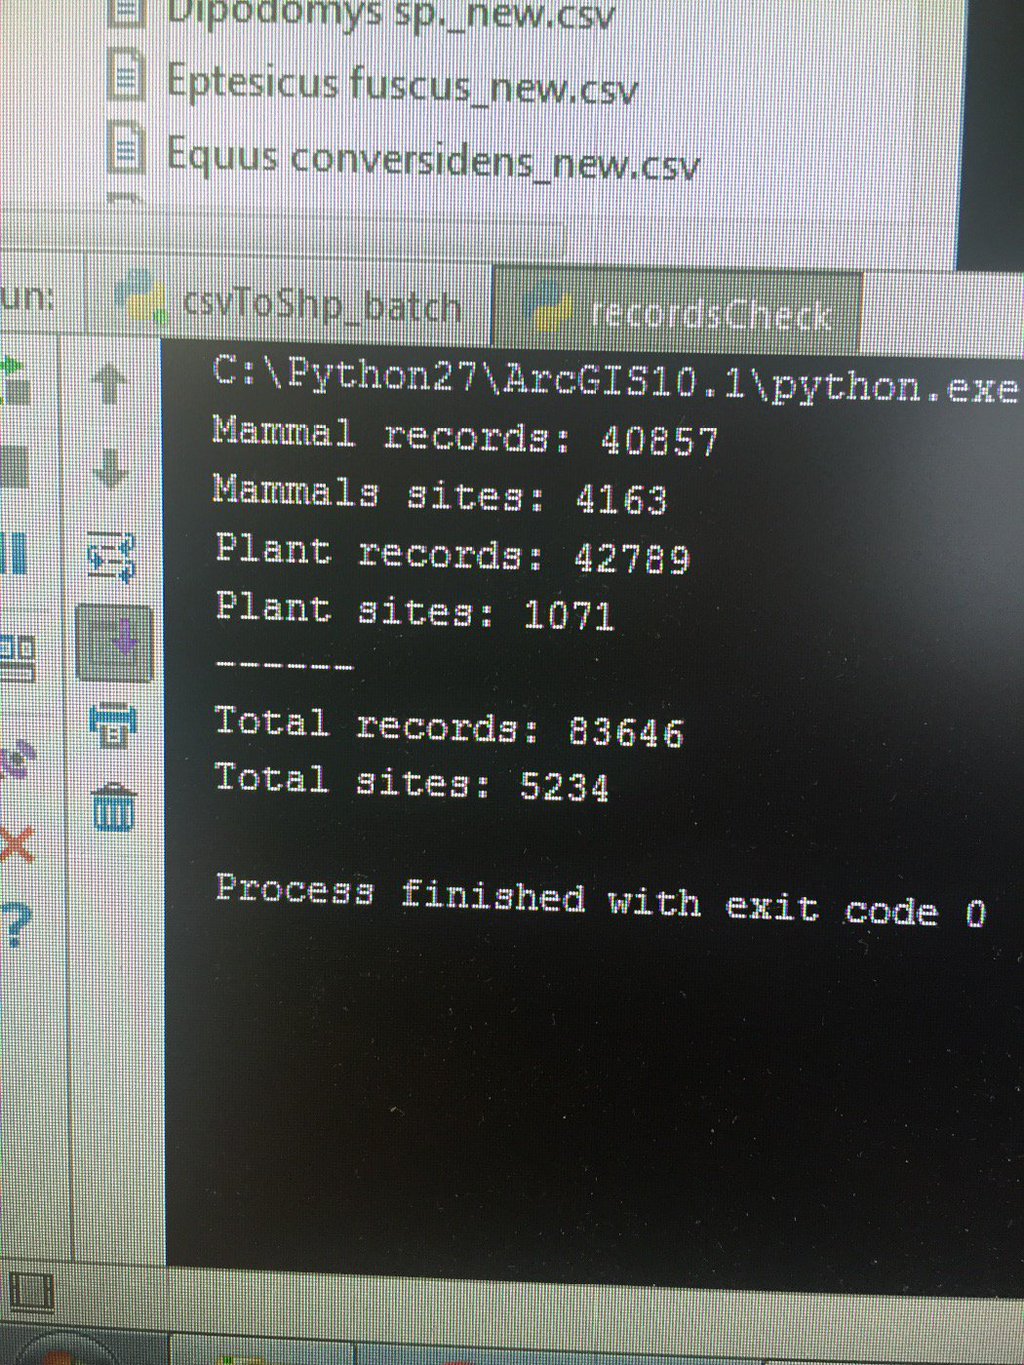 Dipodomys sp._new.csv
Eptesicus fuscus_new.csv
Equus conversidens_new.csv
un:
csvToShp_batch
recordsCheck
C:\Python27\ArcGIS10.1\python.exe
Mammal records: 40857
Mammals sites: 4163
Plant records: 42789
Plant sites: 1071
------
Total records: 83646
Total sites: 5234
Process finished with exit code 0